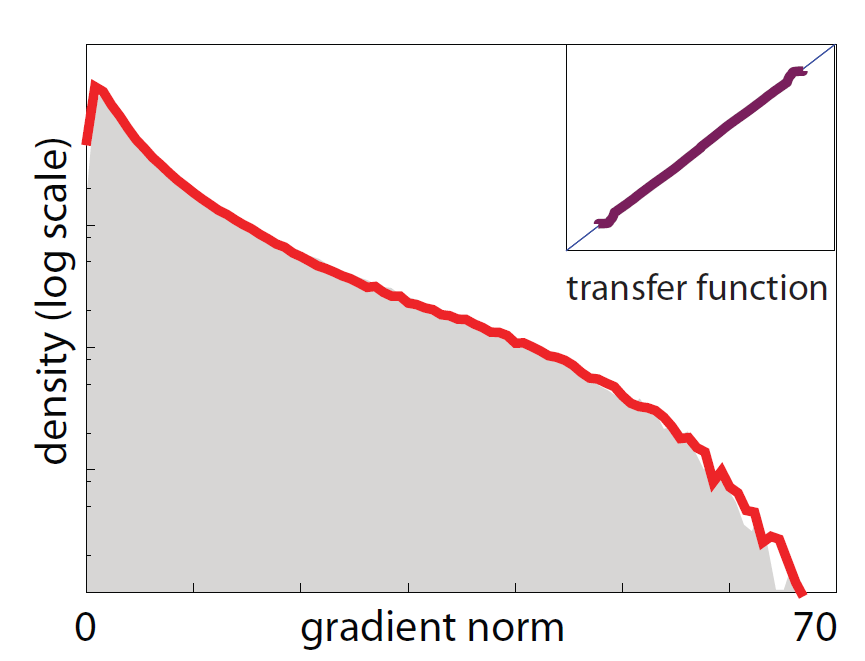 density (log scale)
transfer function
0
gradient norm
70